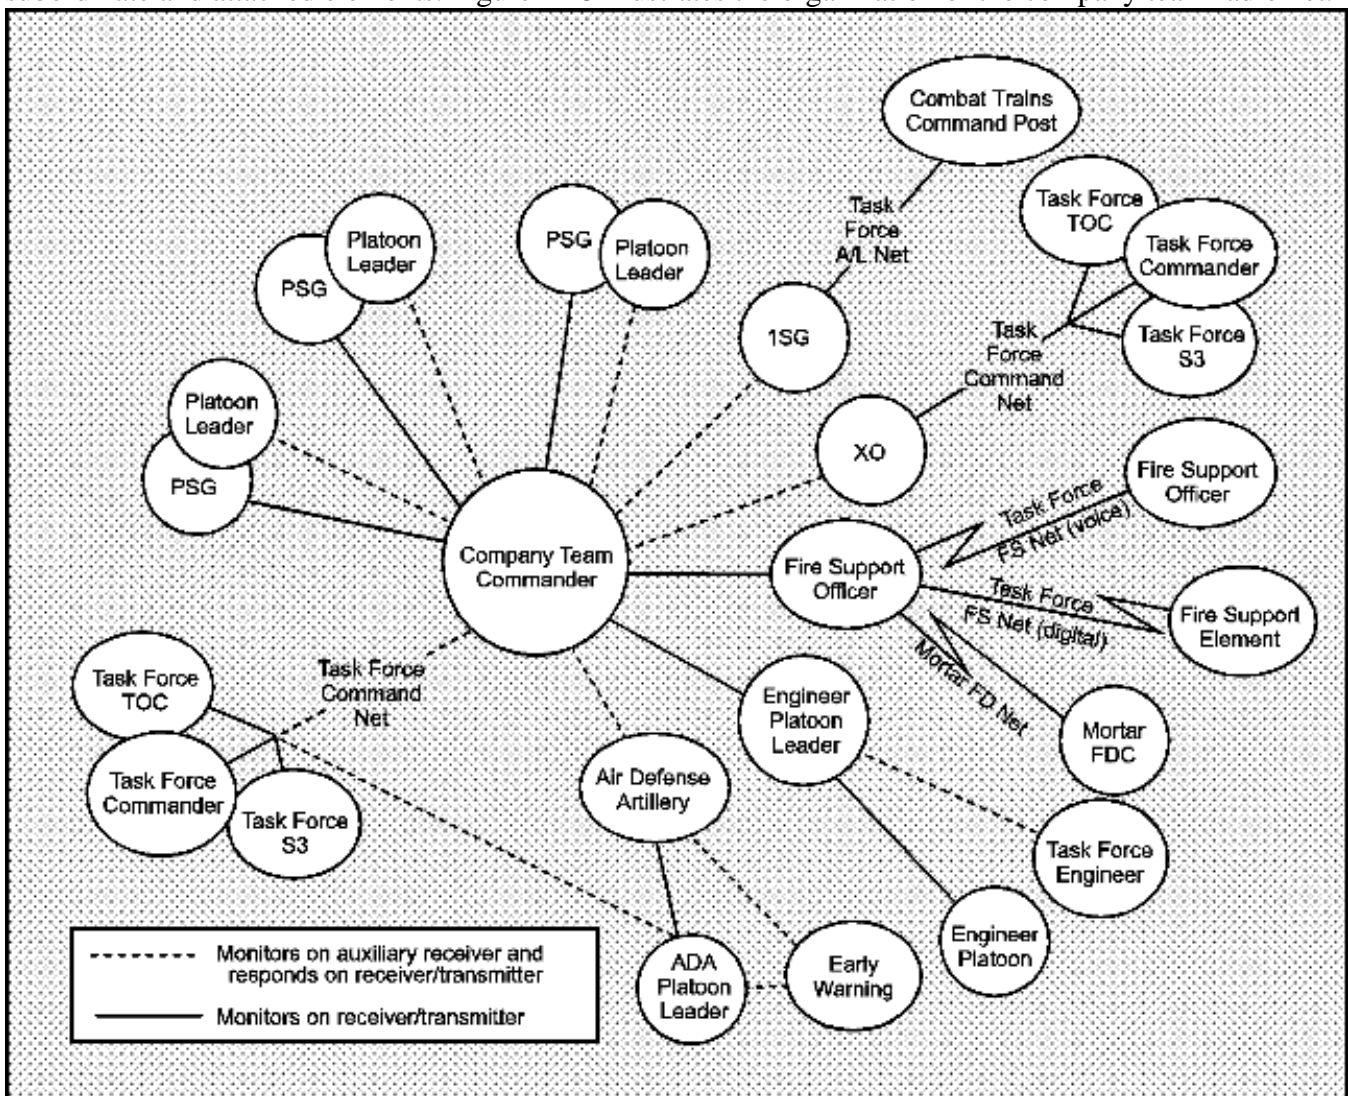 Combat Trains
Command Post
Task
Force
A/L Net
Task Force
TOC
Task Force
Commander
Task Force
S3
PSG
Platoon
Leader
PSG
Platoon
Leader
1SG
Task
Force
Command
Net
XO
Platoon
Leader
PSG
Fire Support
Officer
Task Force
FS Net (voice)
Company Team
Commander
Fire Support
Officer
Task Force
FS Net (digital)
Fire Support
Element
Mortar FD Net
Mortar
FDC
Task Force
Command
Net
Task Force
TOC
Task Force
Commander
Task Force
S3
Engineer
Platoon
Leader
Air Defense
Artillery
Task Force
Engineer
Engineer
Platoon
ADA
Platoon
Leader
Early
Warning
Monitors on auxiliary receiver and
responds on receiver/transmitter
Monitors on receiver/transmitter